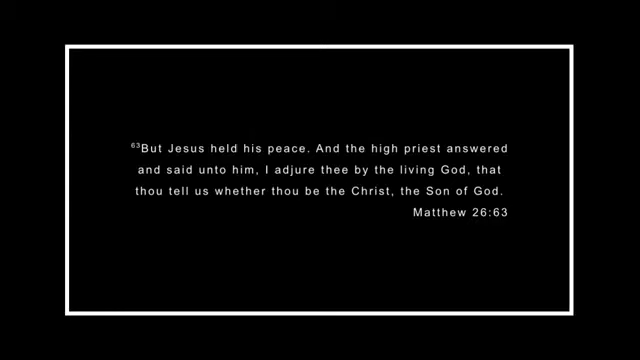 ⁶³But Jesus held his peace. And the high priest answered
and said unto him, I adjure thee by the living God, that
thou tell us whether thou be the Christ, the Son of God.
Matthew 26:63